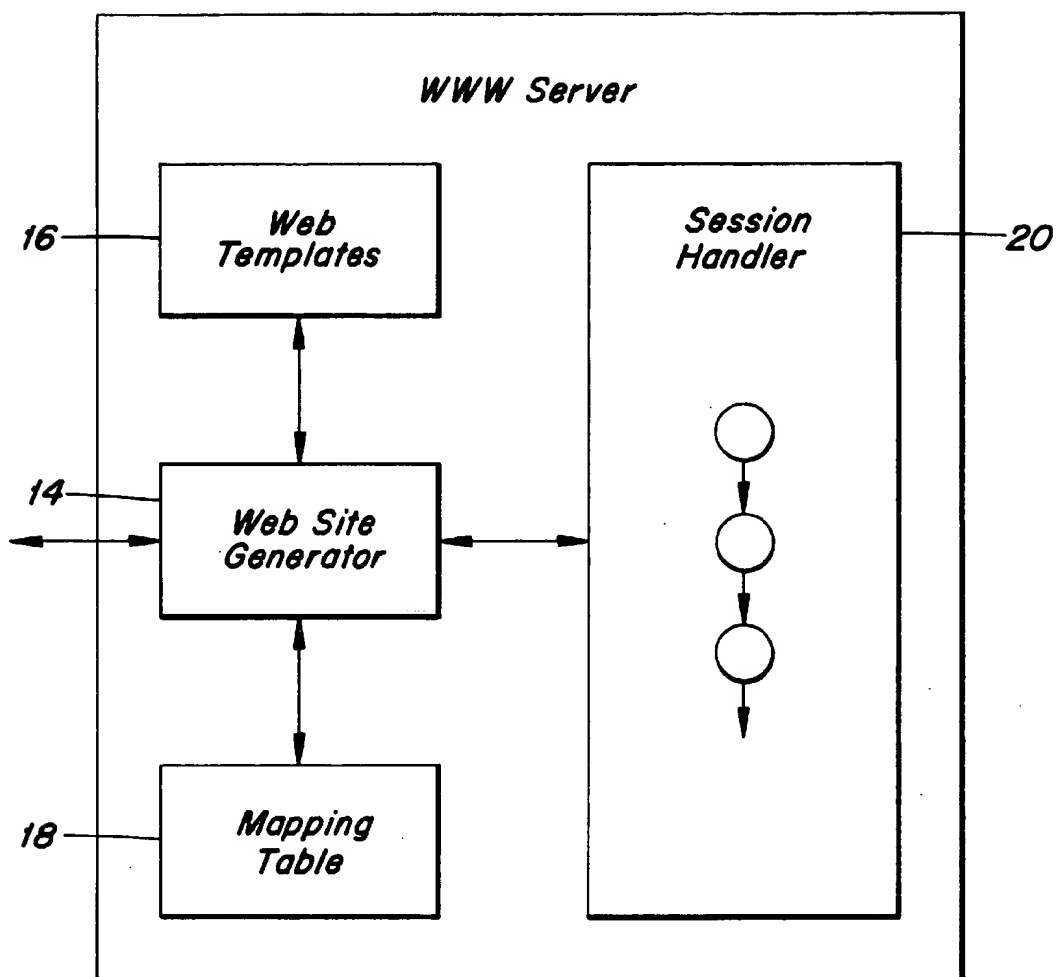 WWW Server
16
Web
Templates
Session
Handler
20
14
Web Site
Generator
18
Mapping
Table